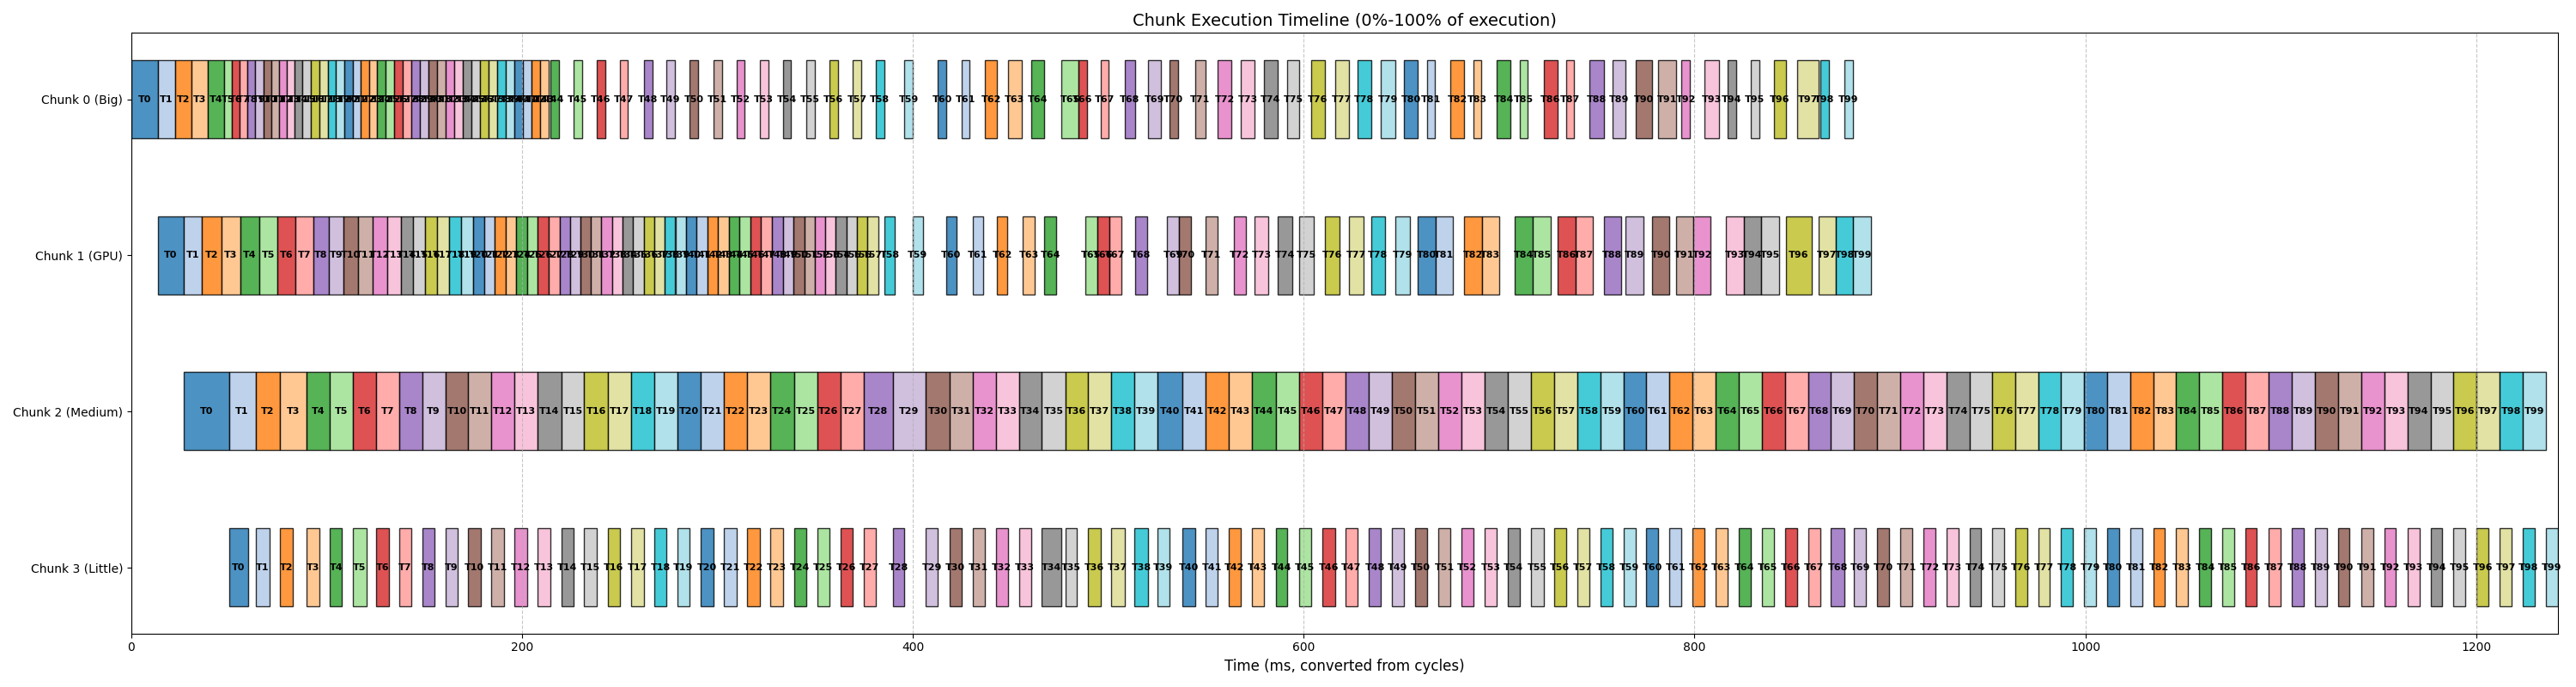 Chunk Execution Timeline (0%-100% of execution)
Chunk 0 (Big) T0 T1 T2 T3 T4 T45 T46 T47 T48 T49 T50 T51 T52 T53 T54 T55 T56 T57 T58 T59 T60 T61 T62 T63 T64 T66 T67 T68 T69 T70 T71 T72 T73 T74 T75 T76 T77 T78 T79 T80 T81 T82 T83 T84 T85 T86 T87 T88 T89 T90 T91 T92 T93 T94 T95 T96 T97 T98 T99
Chunk 1 (GPU) T0 T1 T2 T3 T4 T5 T6 T7 T8 T9 T10 T11 T12 T13 T58 T59 T60 T61 T62 T63 T64 T67 T68 T69 T70 T71 T72 T73 T74 T75 T76 T77 T78 T79 T80 T81 T82 T83 T84 T85 T86 T87 T88 T89 T90 T91 T92 T93 T94 T95 T96 T97 T98 T99
Chunk 2 (Medium) T0 T1 T2 T3 T4 T5 T6 T7 T8 T9 T10 T11 T12 T13 T14 T15 T16 T17 T18 T19 T20 T21 T22 T23 T24 T25 T26 T27 T28 T29 T30 T31 T32 T33 T34 T35 T36 T37 T38 T39 T40 T41 T42 T43 T44 T45 T46 T47 T48 T49 T50 T51 T52 T53 T54 T55 T56 T57 T58 T59 T60 T61 T62 T63 T64 T65 T66 T67 T68 T69 T70 T71 T72 T73 T74 T75 T76 T77 T78 T79 T80 T81 T82 T83 T84 T85 T86 T87 T88 T89 T90 T91 T92 T93 T94 T95 T96 T97 T98 T99
Chunk 3 (Little) T0 T1 T2 T3 T4 T5 T6 T7 T8 T9 T10 T11 T12 T13 T14 T15 T16 T17 T18 T19 T20 T21 T22 T23 T24 T25 T26 T27 T28 T29 T30 T31 T32 T33 T34 T35 T36 T37 T38 T39 T40 T41 T42 T43 T44 T45 T46 T47 T48 T49 T50 T51 T52 T53 T54 T55 T56 T57 T58 T59 T60 T61 T62 T63 T64 T65 T66 T67 T68 T69 T70 T71 T72 T73 T74 T75 T76 T77 T78 T79 T80 T81 T82 T83 T84 T85 T86 T87 T88 T89 T90 T91 T92 T93 T94 T95 T96 T97 T98 T99
0 200 400 600 800 1000 1200
Time (ms, converted from cycles)